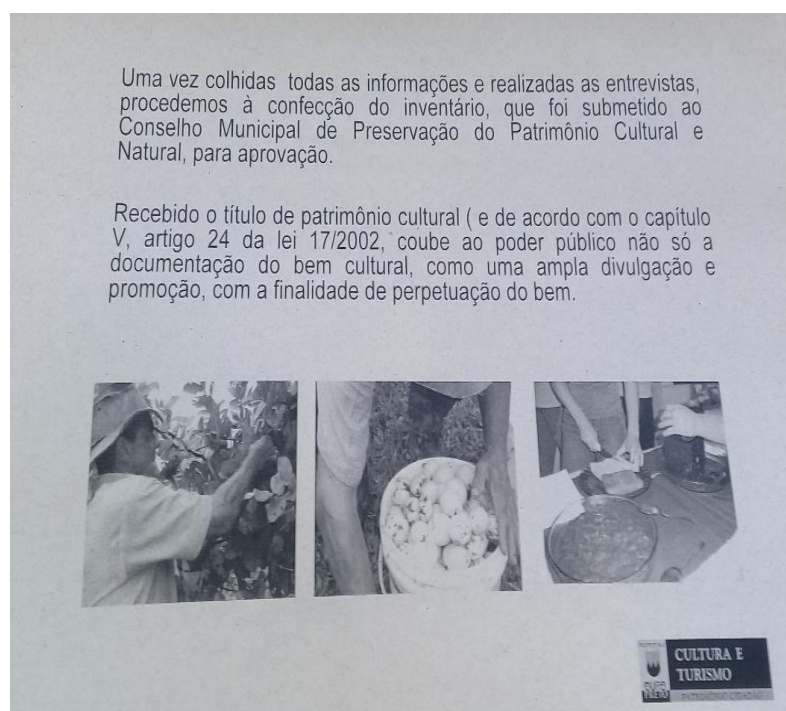 Uma vez colhidas todas as informações e realizadas as entrevistas,
procedemos à confecção do inventário, que foi submetido ao
Conselho Municipal de Preservação do Patrimônio Cultural e
Natural, para aprovação.
Recebido o título de patrimônio cultural ( e de acordo com o capítulo
V, artigo 24 da lei 17/2002, coube ao poder público não só a
documentação do bem cultural, como uma ampla divulgação e
promoção, com a finalidade de perpetuação do bem.
CULTURA E
TURISMO
PATRIMÔNIO CIDADÃO